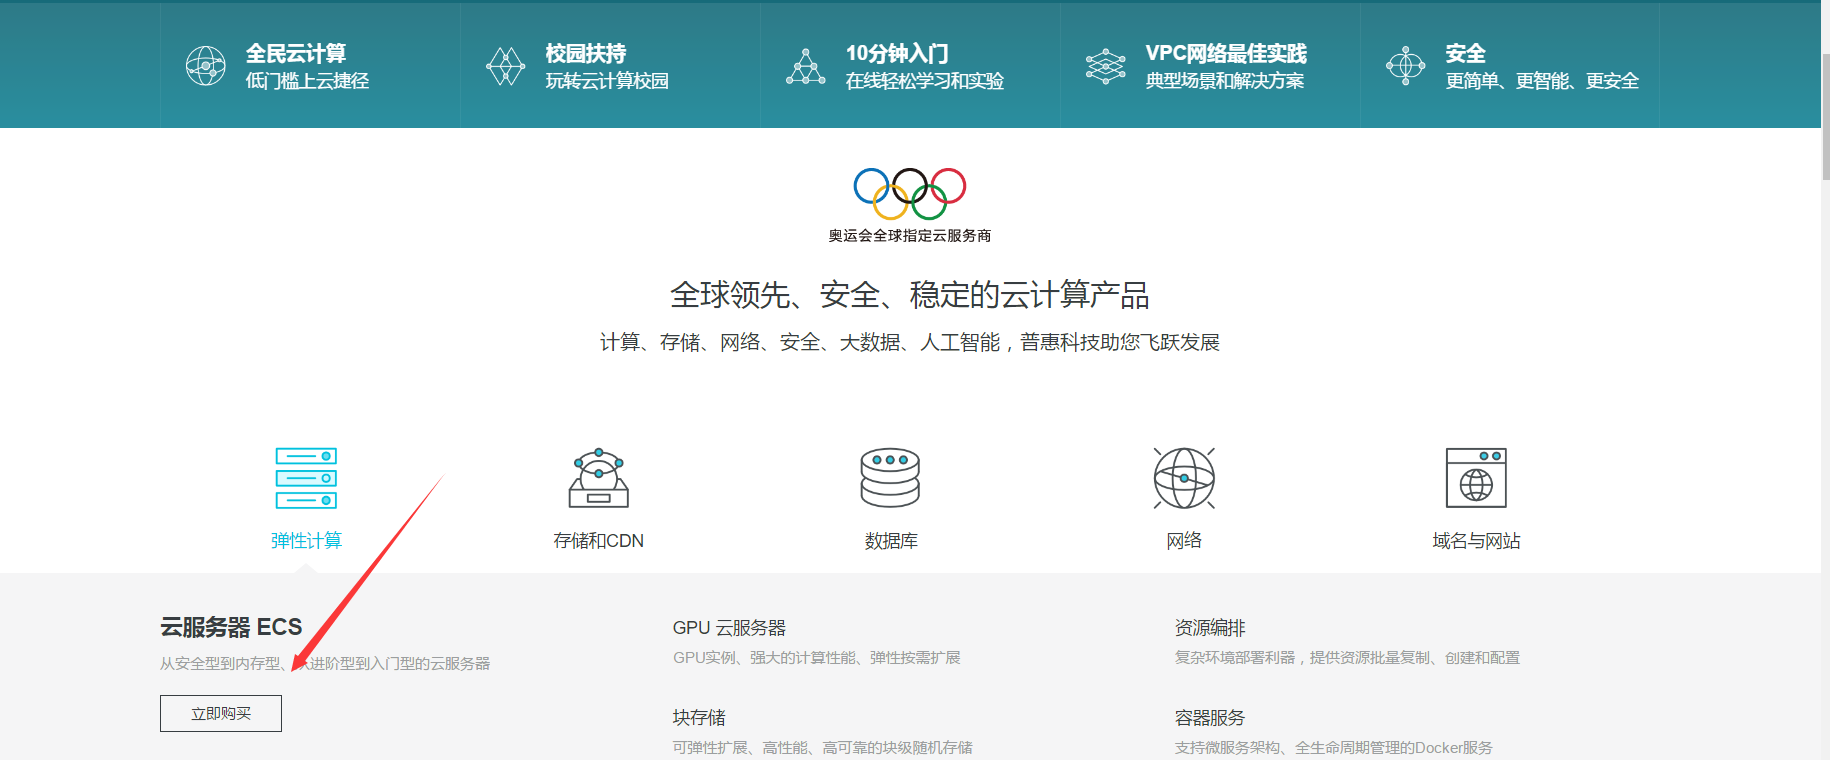 全民云计算
低门槛上云捷径
校园扶持
玩转云计算校园
10分钟入门
在线轻松学习和实验
VPC网络最佳实践
典型场景和解决方案
安全
更简单、更智能、更安全
奥运会全球指定云服务商
全球领先、安全、稳定的云计算产品
计算、存储、网络、安全、大数据、人工智能，普惠科技助您飞跃发展
弹性计算
存储和CDN
数据库
网络
域名与网站
云服务器 ECS
从安全型到内存型、从进阶型到入门型的云服务器
立即购买
GPU 云服务器
GPU实例、强大的计算性能、弹性按需扩展
资源编排
复杂环境部署利器，提供资源批量复制、创建和配置
块存储
可弹性扩展、高性能、高可靠的块级随机存储
容器服务
支持微服务架构、全生命周期管理的Docker服务